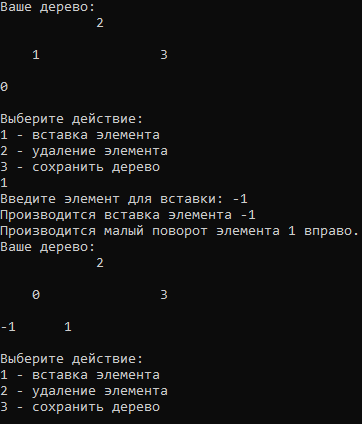 Ваше дерево:
2
1 3
0
Выберите действие:
1 - вставка элемента
2 - удаление элемента
3 - сохранить дерево
1
Введите элемент для вставки: -1
Производится вставка элемента -1
Производится малый поворот элемента 1 вправо.
Ваше дерево:
2
0 3
-1 1
Выберите действие:
1 - вставка элемента
2 - удаление элемента
3 - сохранить дерево